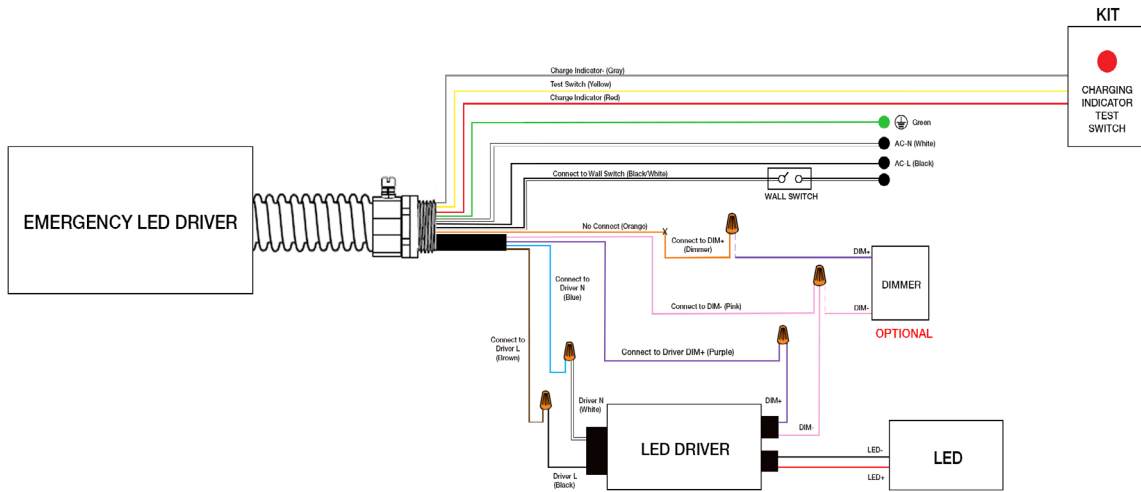 KIT
Charge Indicator- (Gray)
Test Switch (Yellow)
Charge Indicator (Red)
CHARGING
INDICATOR
TEST
SWITCH
Green
AC-N (White)
AC-L (Black)
Connect to Wall Switch (Black/White)
WALL SWITCH
EMERGENCY LED DRIVER
No Connect (Orange)
x
Connect to DIM+
(Dimmer)
DIM+
DIMMER
DIM-
OPTIONAL
Connect to
Driver N
(Blue)
Connect to DIM- (Pink)
Connect to
Driver L
(Brown)
Connect to Driver DIM+ (Purple)
Driver N
(White)
DIM+
DIM-
LED DRIVER
LED-
LED+
LED
Driver L
(Black)